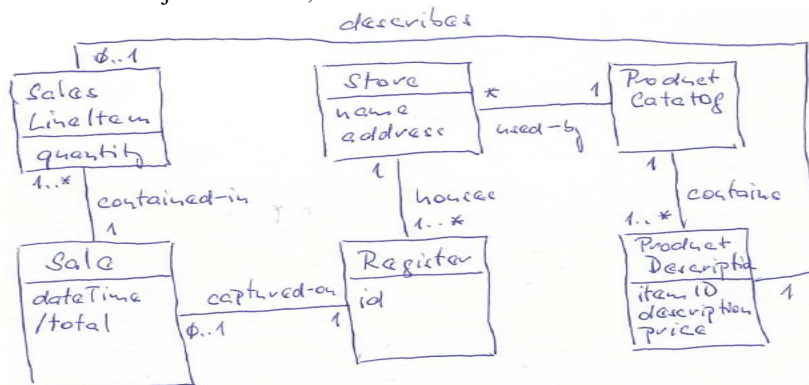 describes
0..1
Sales
LineItem
quantity
1..*
contained-in
1
Sale
dateTime
/total
0..1
captured-on
1
Store
name
address
*
used-by
1
1
houses
1..*
Register
id
Product
Catalog
1
contains
1..*
Product
Description
itemID
description
price
1